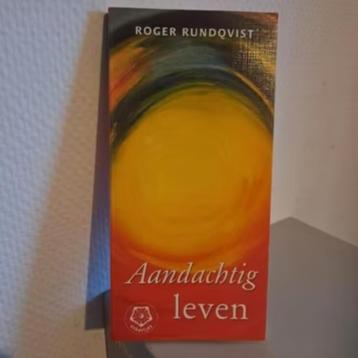 ROGER RUNDQVIST
Aandachtig
leven